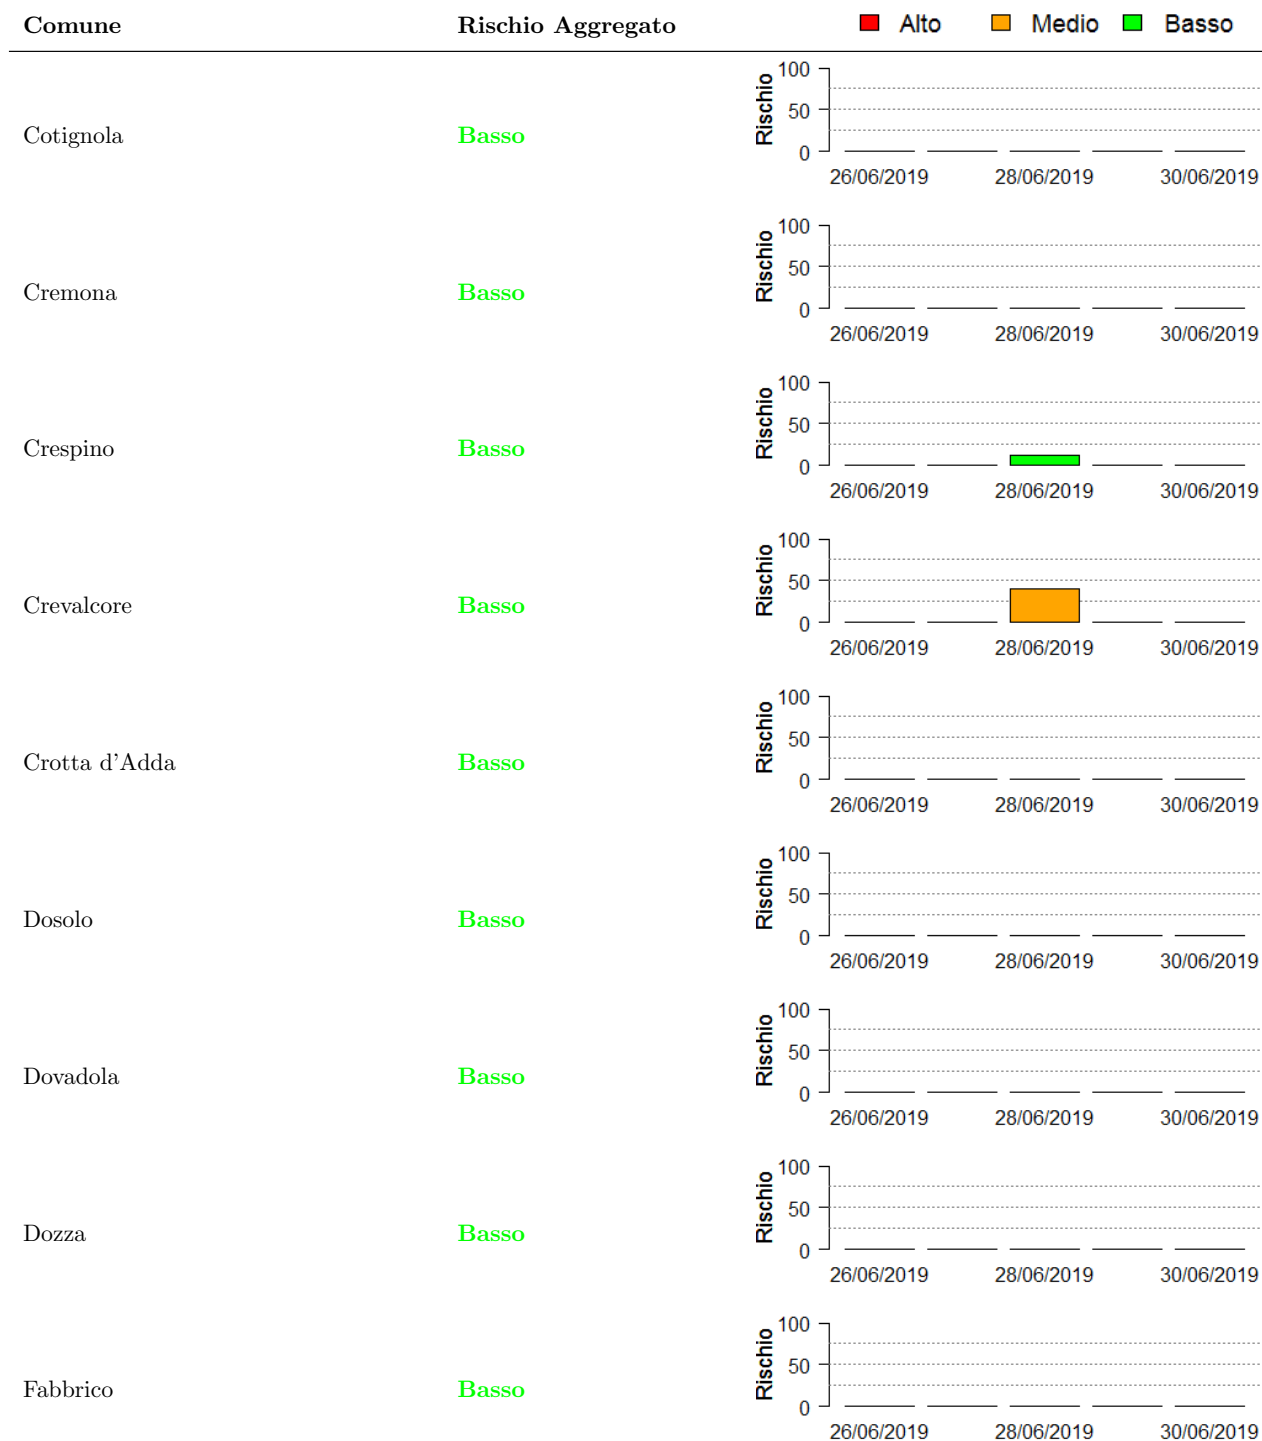 Comune Rischio Aggregato Alto Medio Basso
100
50
0
Rischio
Cotignola Basso
26/06/2019 28/06/2019 30/06/2019
100
50
0
Rischio
Cremona Basso
26/06/2019 28/06/2019 30/06/2019
100
50
0
Rischio
Crespino Basso
26/06/2019 28/06/2019 30/06/2019
100
50
0
Rischio
Crevalcore Basso
26/06/2019 28/06/2019 30/06/2019
100
50
0
Rischio
Crotta d'Adda Basso
26/06/2019 28/06/2019 30/06/2019
100
50
0
Rischio
Dosolo Basso
26/06/2019 28/06/2019 30/06/2019
100
50
0
Rischio
Dovadola Basso
26/06/2019 28/06/2019 30/06/2019
100
50
0
Rischio
Dozza Basso
26/06/2019 28/06/2019 30/06/2019
100
50
0
Rischio
Fabbrico Basso
26/06/2019 28/06/2019 30/06/2019